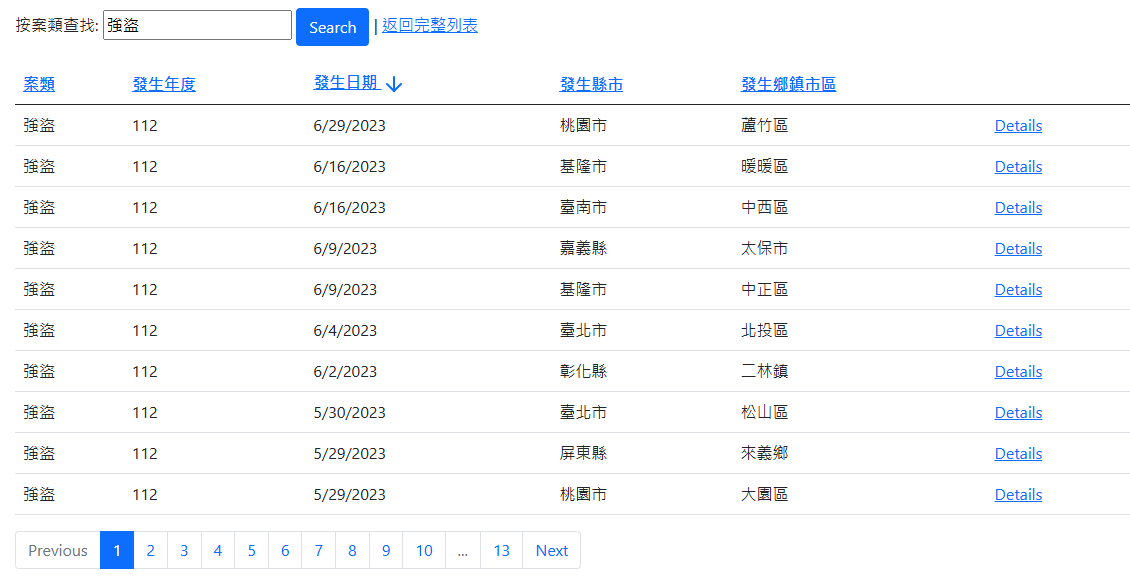 按案類查找: 強盜 Search | 返回完整列表
案類 發生年度 發生日期 發生縣市 發生鄉鎮市區
強盜 112 6/29/2023 桃園市 蘆竹區 Details
強盜 112 6/16/2023 基隆市 暖暖區 Details
強盜 112 6/16/2023 臺南市 中西區 Details
強盜 112 6/9/2023 嘉義縣 太保市 Details
強盜 112 6/9/2023 基隆市 中正區 Details
強盜 112 6/4/2023 臺北市 北投區 Details
強盜 112 6/2/2023 彰化縣 二林鎮 Details
強盜 112 5/30/2023 臺北市 松山區 Details
強盜 112 5/29/2023 屏東縣 來義鄉 Details
強盜 112 5/29/2023 桃園市 大園區 Details
Previous 1 2 3 4 5 6 7 8 9 10 ... 13 Next